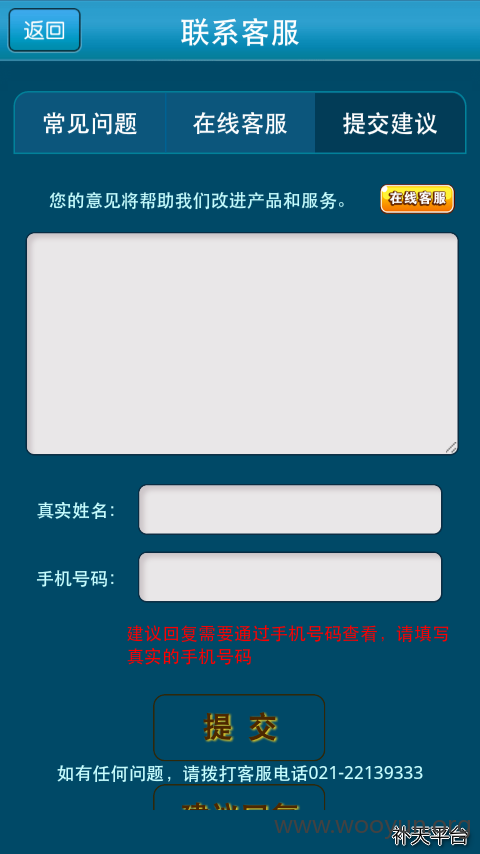 返回
联系客服
常见问题
在线客服
提交建议
您的意见将帮助我们改进产品和服务。
在线客服
真实姓名：
手机号码：
建议回复需要通过手机号码查看，请填写
真实的手机号码
提 交
如有任何问题，请拨打客服电话021-22139333
建议回复
www.wooyun.org
补天平台